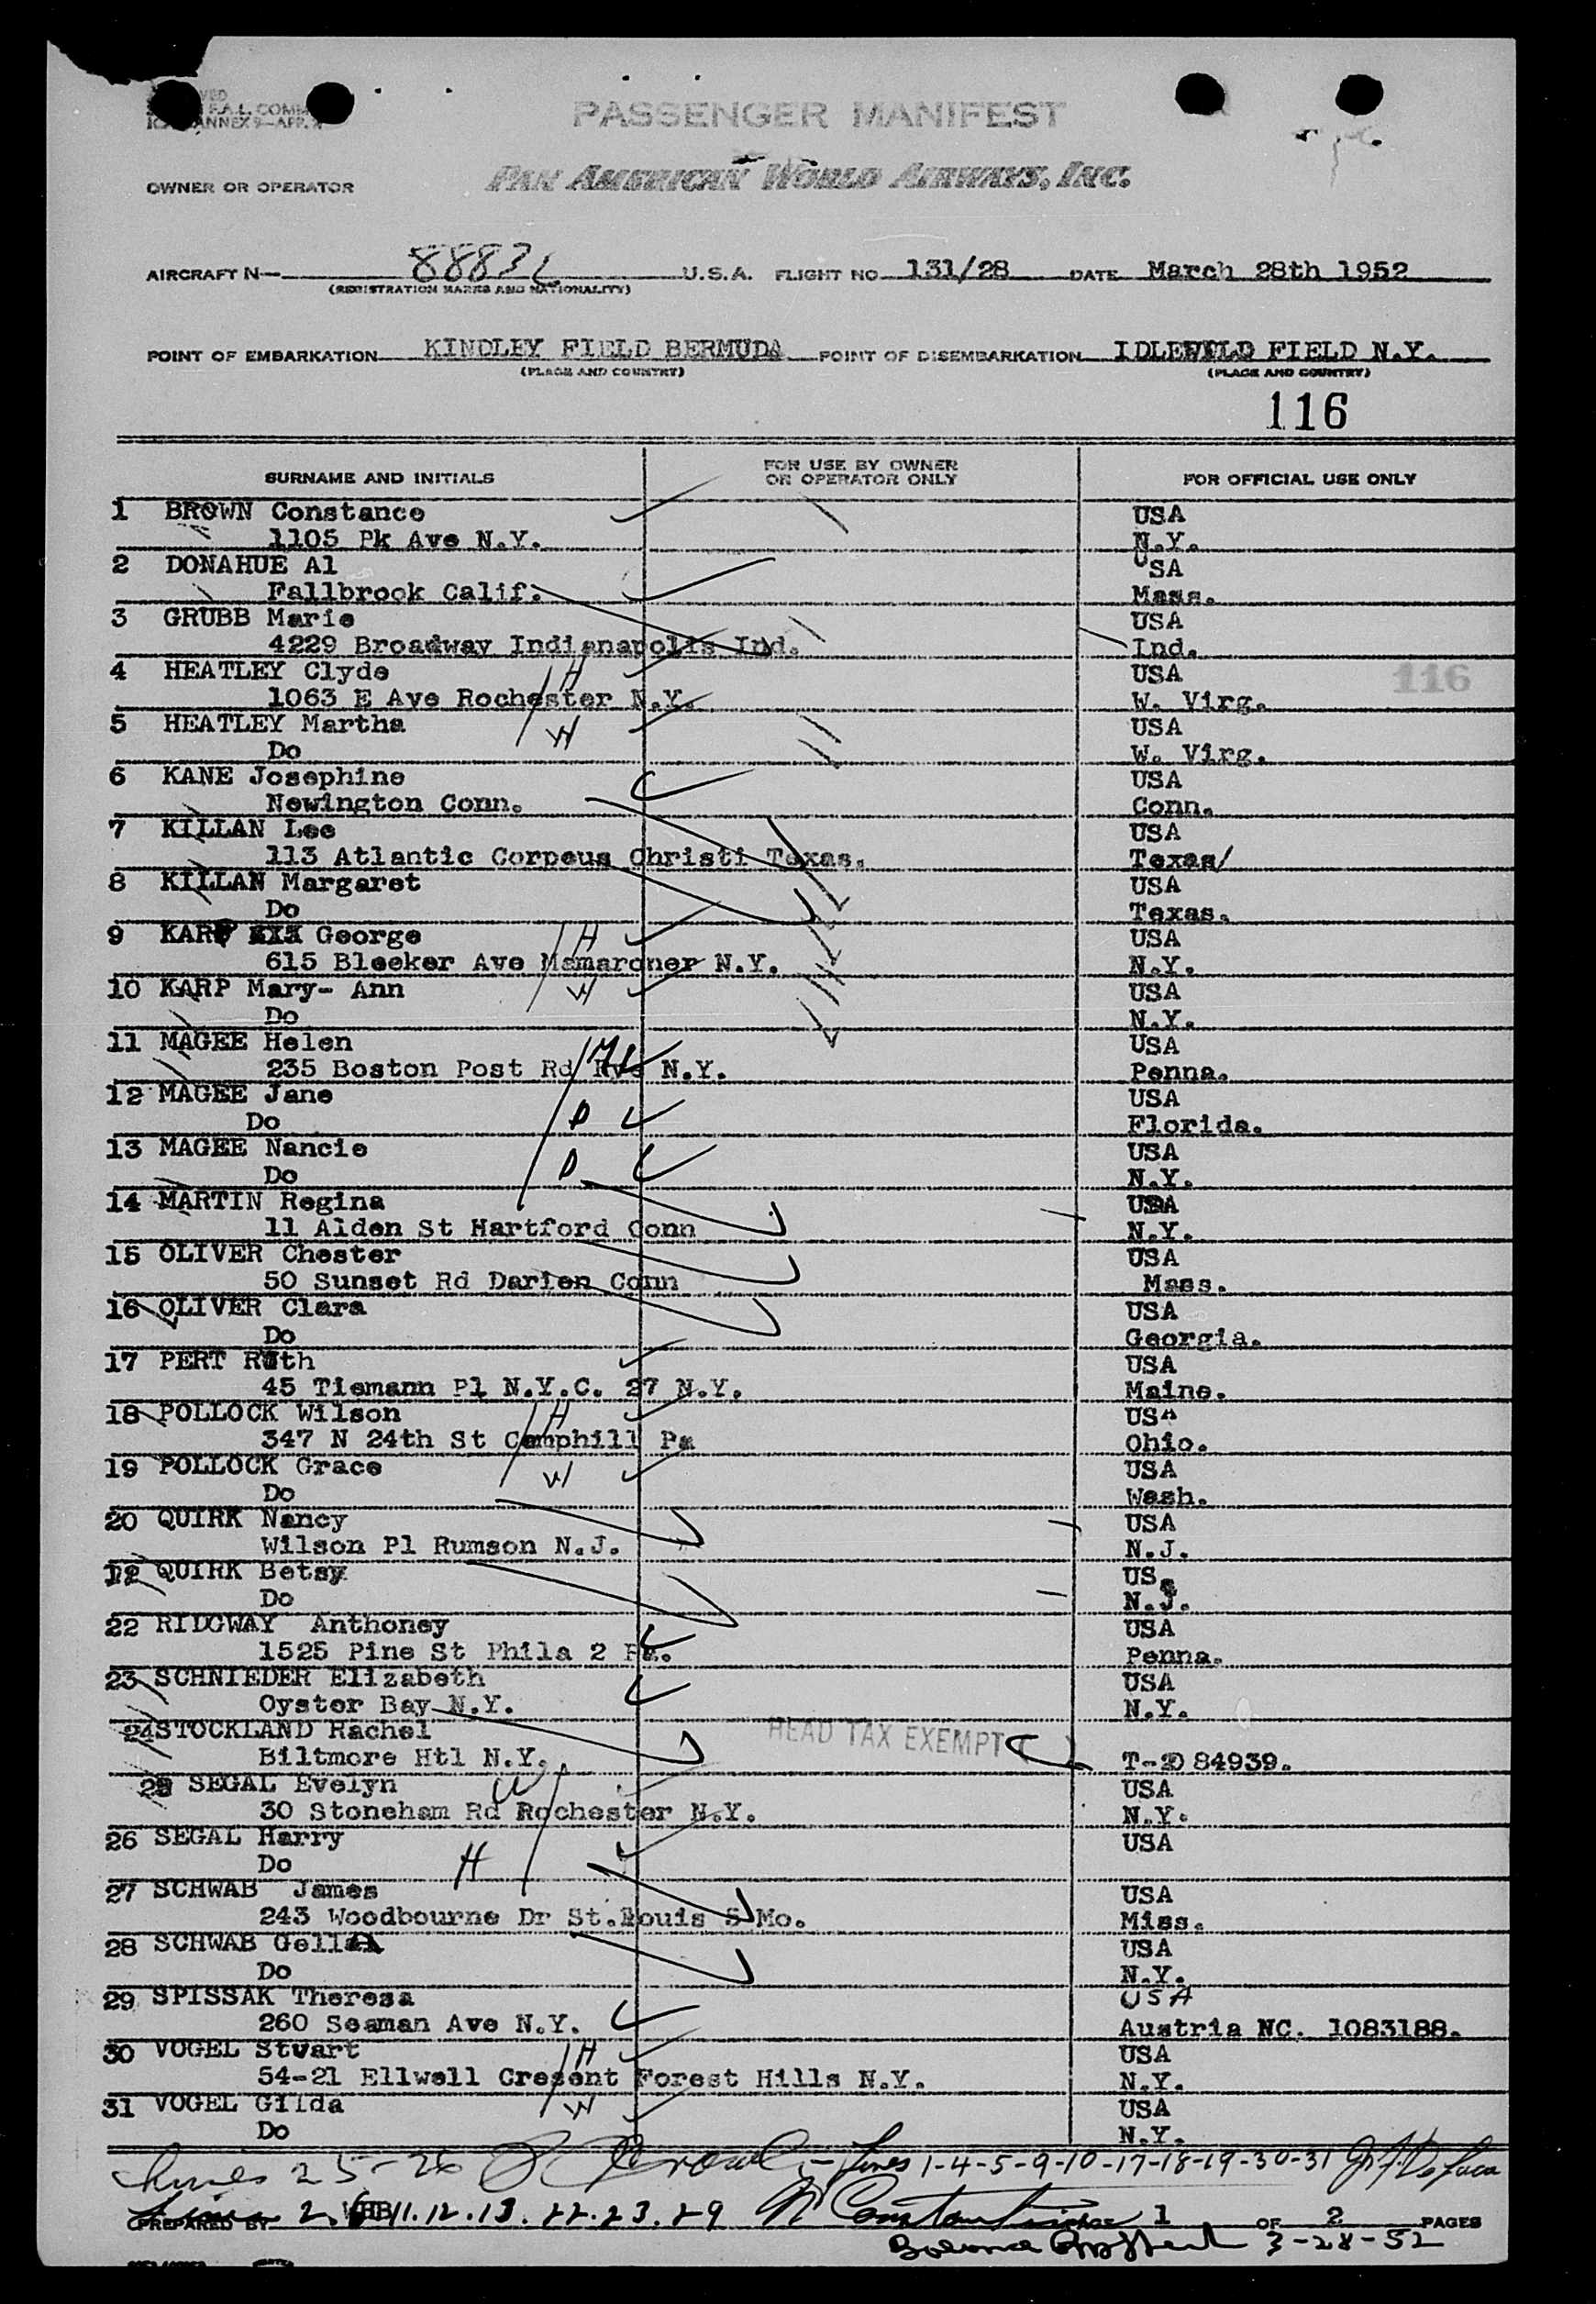 PASSENGER MANIFEST
ANNEX 9—APP.
OWNER OR OPERATOR PAN AMERICAN WORLD AIRWAYS, INC.
AIRCRAFT N— U.S.A. FLIGHT NO 131/28 DATE March 28th 1952
(REGISTRATION MARKS AND NATIONALITY)
POINT OF EMBARKATION KINDLEY FIELD BERMUDA POINT OF DISEMBARKATION IDLEWILD FIELD N.Y.
(PLACE AND COUNTRY) (PLACE AND COUNTRY)
116
SURNAME AND INITIALS FOR USE BY OWNER OR OPERATOR ONLY FOR OFFICIAL USE ONLY
1 BROWN Constance USA
1105 Pk Ave N.Y. N.Y.
2 DONAHUE Al USA
Fallbrook Calif. Mass.
3 GRUBB Marie USA
4229 Broadway Indianapolis Ind. Ind.
4 HEATLEY Clyde H USA 116
1063 E Ave Rochester N.Y. W. Virg.
5 HEATLEY Martha W USA
Do W. Virg.
6 KANE Josephine USA
Newington Conn. Conn.
7 KILLAN Lee USA
113 Atlantic Corpeus Christi Texas. Texas/
8 KILLAN Margaret USA
Do Texas.
9 KARP George H USA
615 Bleeker Ave Mamaroner N.Y. N.Y.
10 KARP Mary- Ann W USA
Do N.Y.
11 MAGEE Helen USA
235 Boston Post Rd Rye N.Y. Penna.
12 MAGEE Jane USA
Do D Florida.
13 MAGEE Nancie USA
Do D N.Y.
14 MARTIN Regina USA
11 Alden St Hartford Conn N.Y.
15 OLIVER Chester USA
50 Sunset Rd Darien Conn Mass.
16 OLIVER Clara USA
Do Georgia.
17 PERT Ruth USA
45 Tiemann Pl N.Y.C. 27 N.Y. Maine.
18 POLLOCK Wilson H USA
347 N 24th St Camphill Pa Ohio.
19 POLLOCK Grace W USA
Do Wash.
20 QUIRK Nancy USA
Wilson Pl Rumson N.J. N.J.
12 QUIRK Betsy US
Do N.J.
22 RIDGWAY Anthoney USA
1525 Pine St Phila 2 Pa. Penna.
23 SCHNIEDER Elizabeth USA
Oyster Bay N.Y. N.Y.
24 STOCKLAND Rachel HEAD TAX EXEMPT
Biltmore Htl N.Y. T-2084939.
25 SEGAL Evelyn W USA
30 Stoneham Rd Rochester N.Y. N.Y.
26 SEGAL Harry USA
Do H
27 SCHWAB James USA
243 Woodbourne Dr St.Louis 5 Mo. Miss.
28 SCHWAB USA
Do N.Y.
29 SPISSAK Theresa USA
260 Seaman Ave N.Y. Austria NC. 1083188.
30 VOGEL Stuart H USA
54-21 Ellwell Cresent Forest Hills N.Y. N.Y.
31 VOGEL Gilda W USA
Do N.Y.
Lines 25-26 Lines 1-4-5-9-10-17-18-19-30-31
PREPARED BY 11.12.13.22.23.29 1 OF 2 PAGES
3-28-52